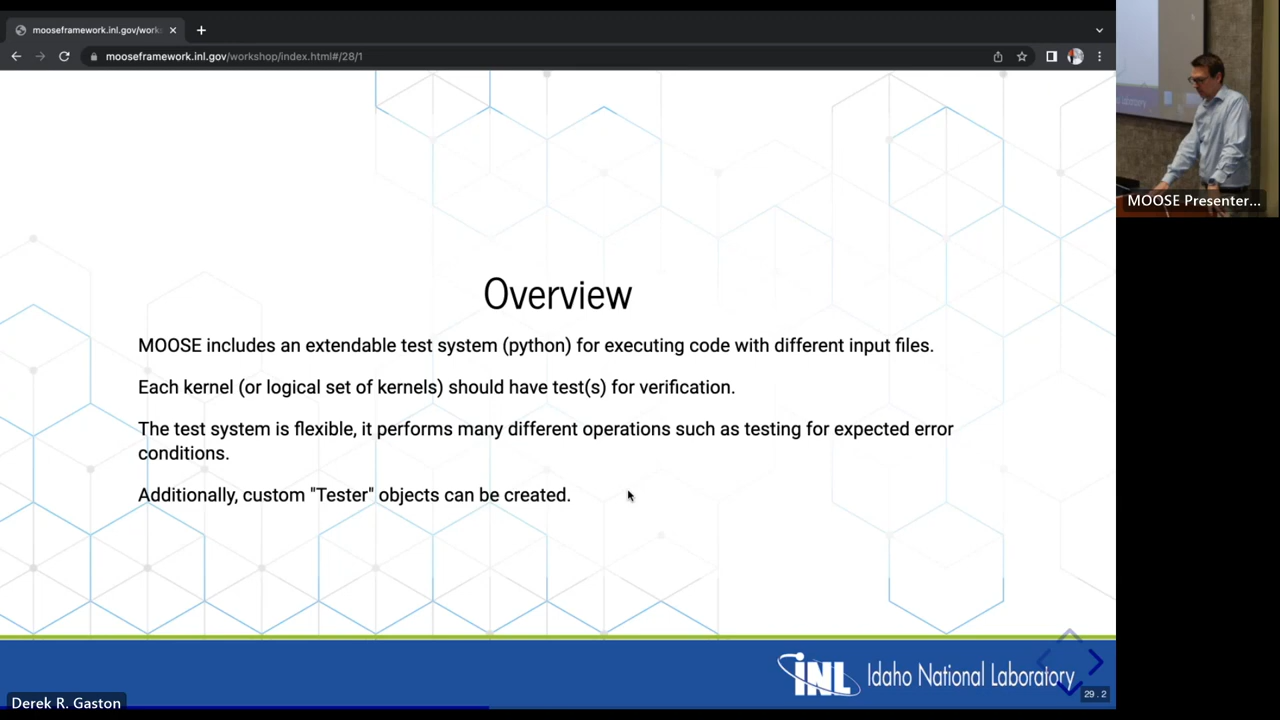 mooseframework.inl.gov/work
mooseframework.inl.gov/workshop/index.html#/28/1
MOOSE Presenter...
Overview
MOOSE includes an extendable test system (python) for executing code with different input files.
Each kernel (or logical set of kernels) should have test(s) for verification.
The test system is flexible, it performs many different operations such as testing for expected error
conditions.
Additionally, custom "Tester" objects can be created.
INL Idaho National Laboratory
29.2
Derek R. Gaston